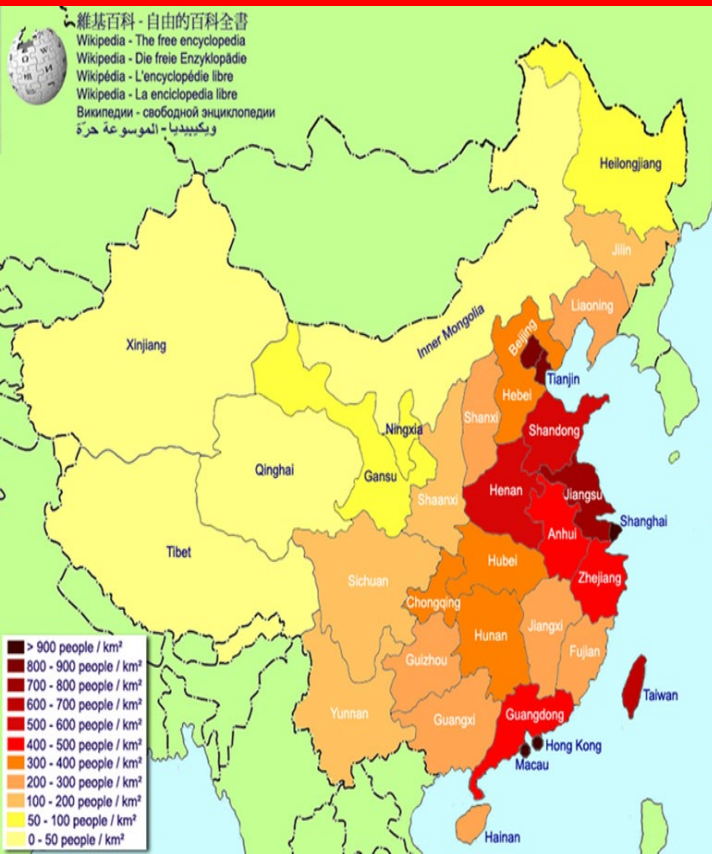 維基百科 - 自由的百科全書
Wikipedia - The free encyclopedia
Wikipedia - Die freie Enzyklopädie
Wikipédia - L'encyclopédie libre
Wikipedia - La enciclopedia libre
Википедии - свободной энциклопедии
ويكيبيديا - الموسوعة حرّة
Heilongjiang
Jilin
Liaoning
Inner Mongolia
Beijing
Xinjiang
Tianjin
Hebei
Shanxi
Ningxia
Shandong
Qinghai
Gansu
Shaanxi
Henan
Jiangsu
Shanghai
Anhui
Tibet
Hubei
Sichuan
Zhejiang
Chongqing
Jiangxi
Hunan
Fujian
Guizhou
Taiwan
Yunnan
Guangxi
Guangdong
Hong Kong
Macau
Hainan
> 900 people / km²
800 - 900 people / km²
700 - 800 people / km²
600 - 700 people / km²
500 - 600 people / km²
400 - 500 people / km²
300 - 400 people / km²
200 - 300 people / km²
100 - 200 people / km²
50 - 100 people / km²
0 - 50 people / km²